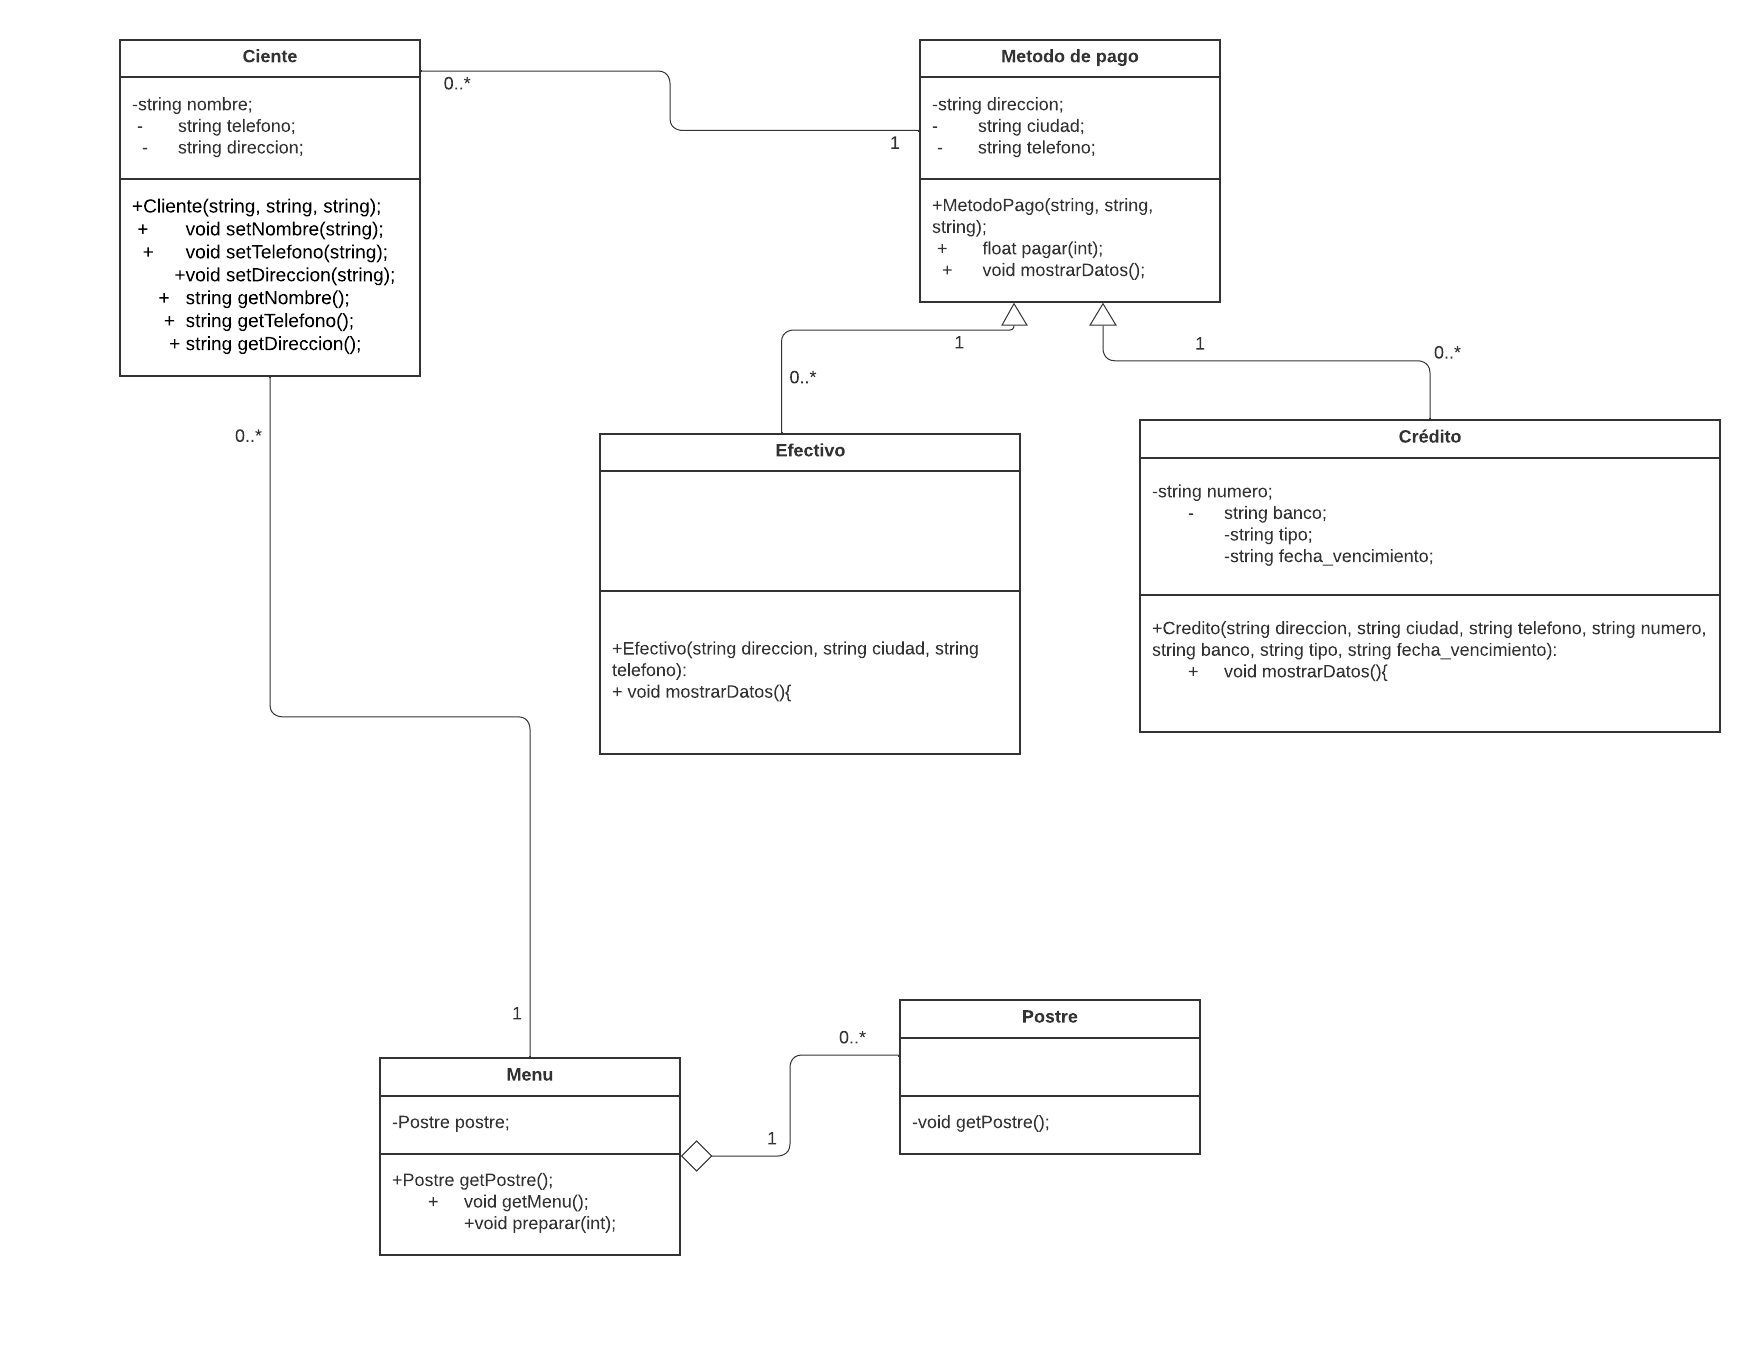 Ciente
-string nombre;
- string telefono;
- string direccion;
+Cliente(string, string, string);
+ void setNombre(string);
+ void setTelefono(string);
+void setDireccion(string);
+ string getNombre();
+ string getTelefono();
+ string getDireccion();
0..*
1
Metodo de pago
-string direccion;
- string ciudad;
- string telefono;
+MetodoPago(string, string,
string);
+ float pagar(int);
+ void mostrarDatos();
1
0..*
1
0..*
Efectivo
+Efectivo(string direccion, string ciudad, string
telefono):
+ void mostrarDatos(){
Crédito
-string numero;
- string banco;
-string tipo;
-string fecha_vencimiento;
+Credito(string direccion, string ciudad, string telefono, string numero,
string banco, string tipo, string fecha_vencimiento):
+ void mostrarDatos(){
0..*
1
Menu
-Postre postre;
+Postre getPostre();
+ void getMenu();
+void preparar(int);
1
0..*
Postre
-void getPostre();